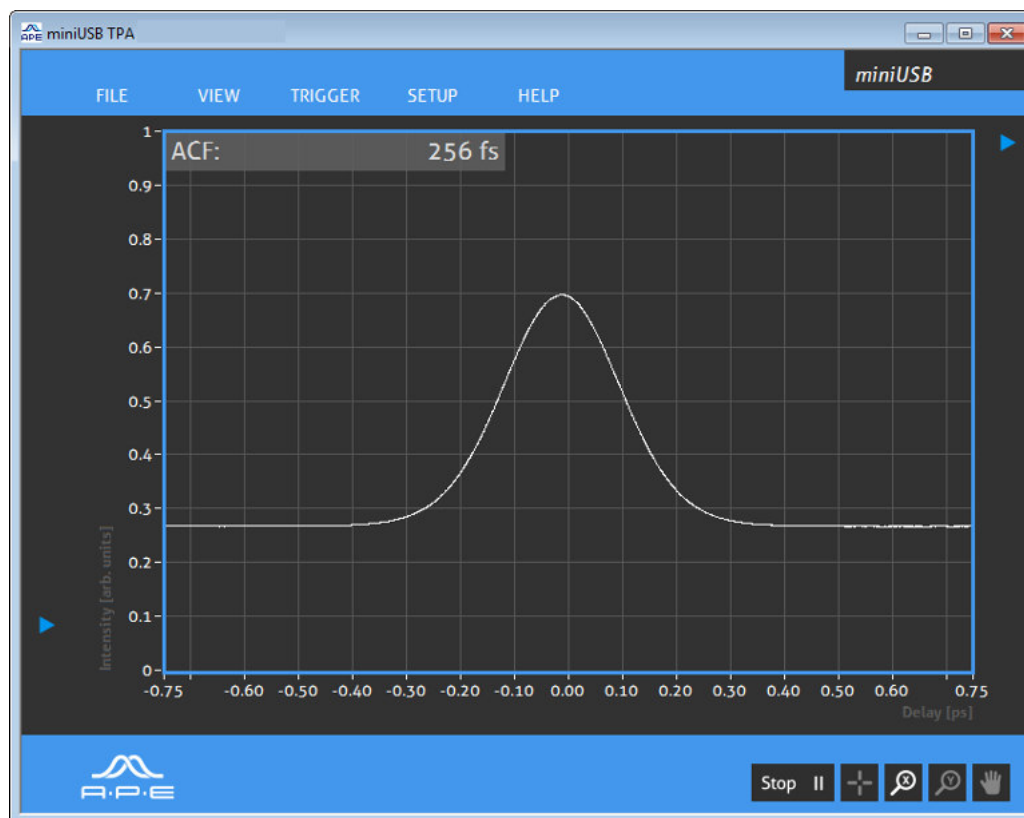 APE miniUSB TPA
miniUSB
FILE VIEW TRIGGER SETUP HELP
ACF: 256 fs
1
0.9
0.8
0.7
0.6
0.5
0.4
0.3
0.2
0.1
0
Intensity [arb. units]
-0.75 -0.60 -0.50 -0.40 -0.30 -0.20 -0.10 0.00 0.10 0.20 0.30 0.40 0.50 0.60 0.75
Delay [ps]
A·P·E
Stop
X
Y